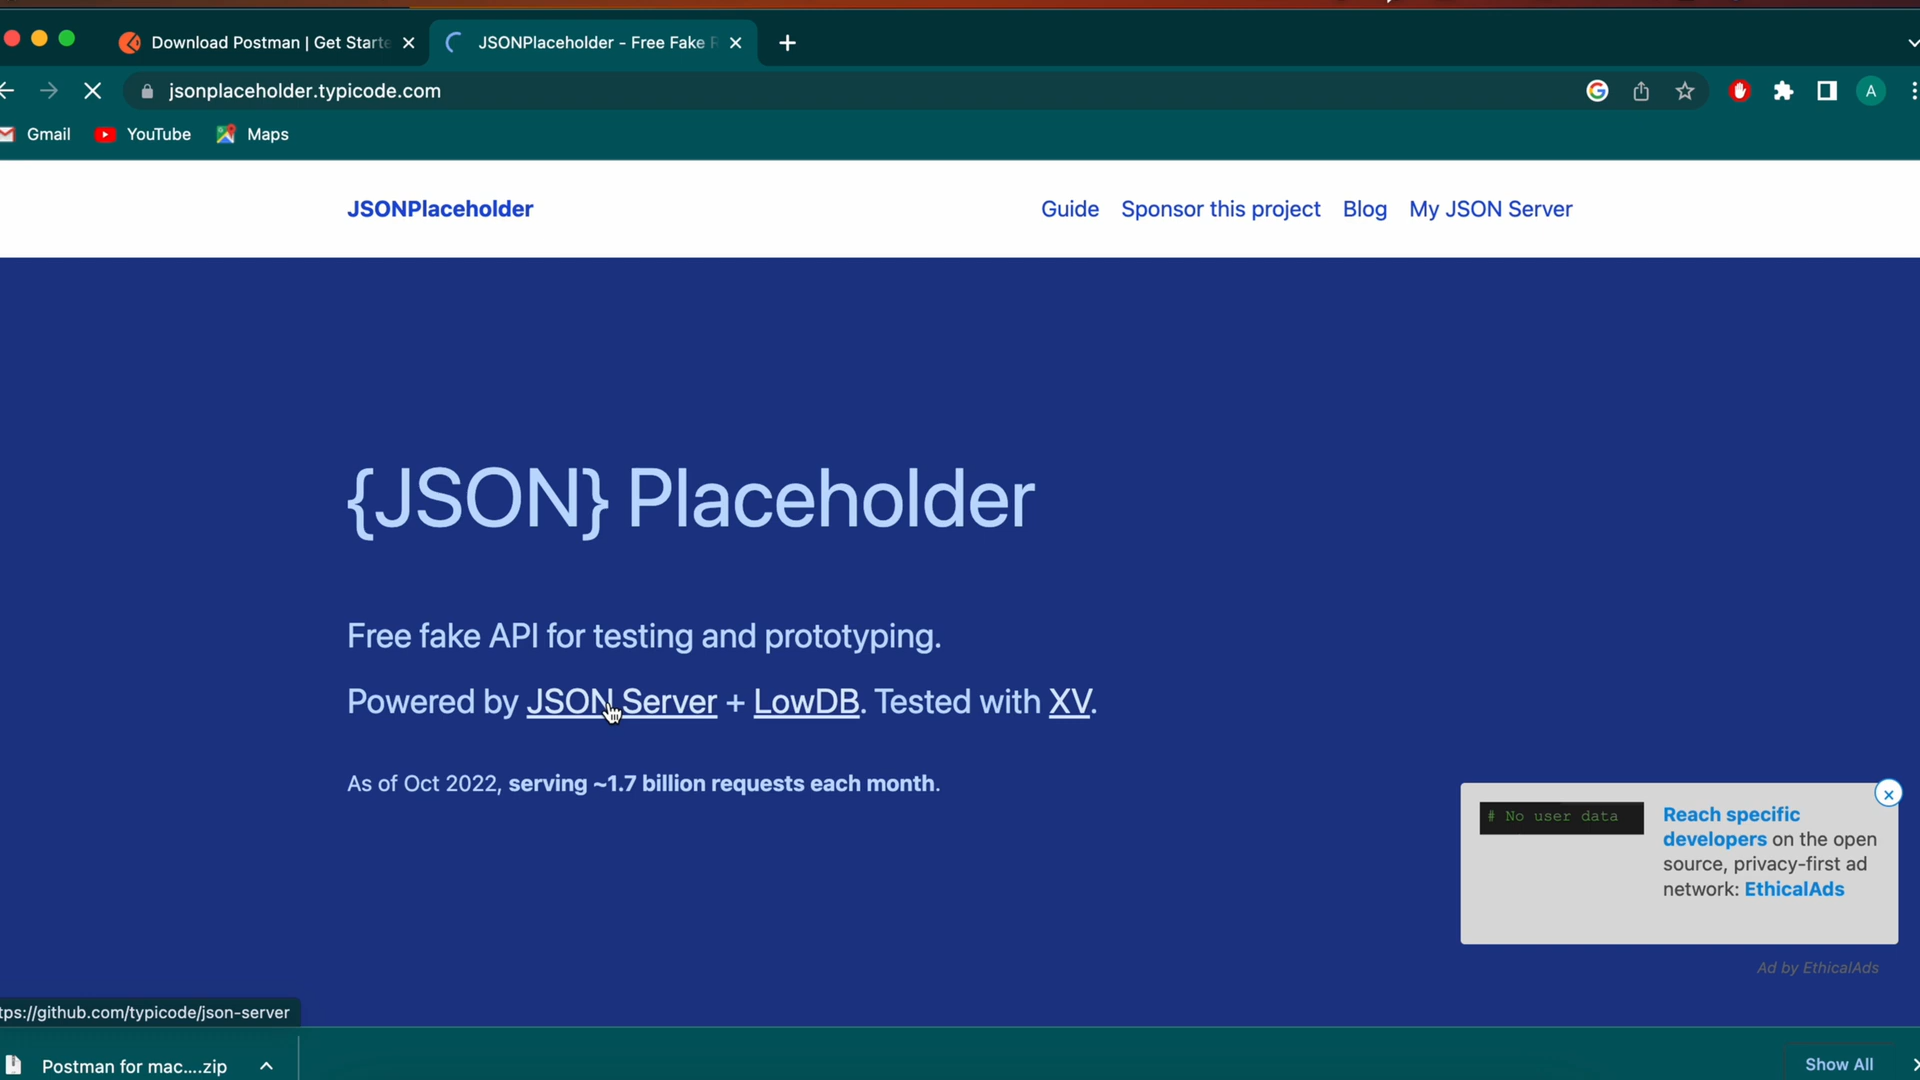 Download Postman | Get Starte
JSONPlaceholder - Free Fake R
jsonplaceholder.typicode.com
A
Gmail YouTube Maps
JSONPlaceholder
Guide Sponsor this project Blog My JSON Server
{JSON} Placeholder
Free fake API for testing and prototyping.
Powered by JSON Server + LowDB. Tested with XV.
As of Oct 2022, serving ~1.7 billion requests each month.
# No user data
Reach specific
developers on the open
source, privacy-first ad
network: EthicalAds
Ad by EthicalAds
tps://github.com/typicode/json-server
Postman for mac....zip
Show All